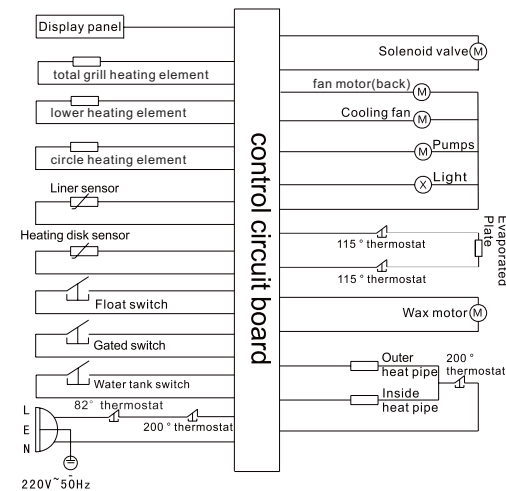 Display panel
total grill heating element
lower heating element
circle heating element
Liner sensor
Heating disk sensor
Float switch
Gated switch
Water tank switch
L
E
N
82° thermostat
200 ° thermostat
220V~50Hz
control circuit board
Solenoid valve
M
fan motor(back)
M
Cooling fan
M
Pumps
M
Light
X
115 ° thermostat
115 ° thermostat
Evaporated
Plate
Wax motor
M
Outer
heat pipe
Inside
heat pipe
200 °
thermostat